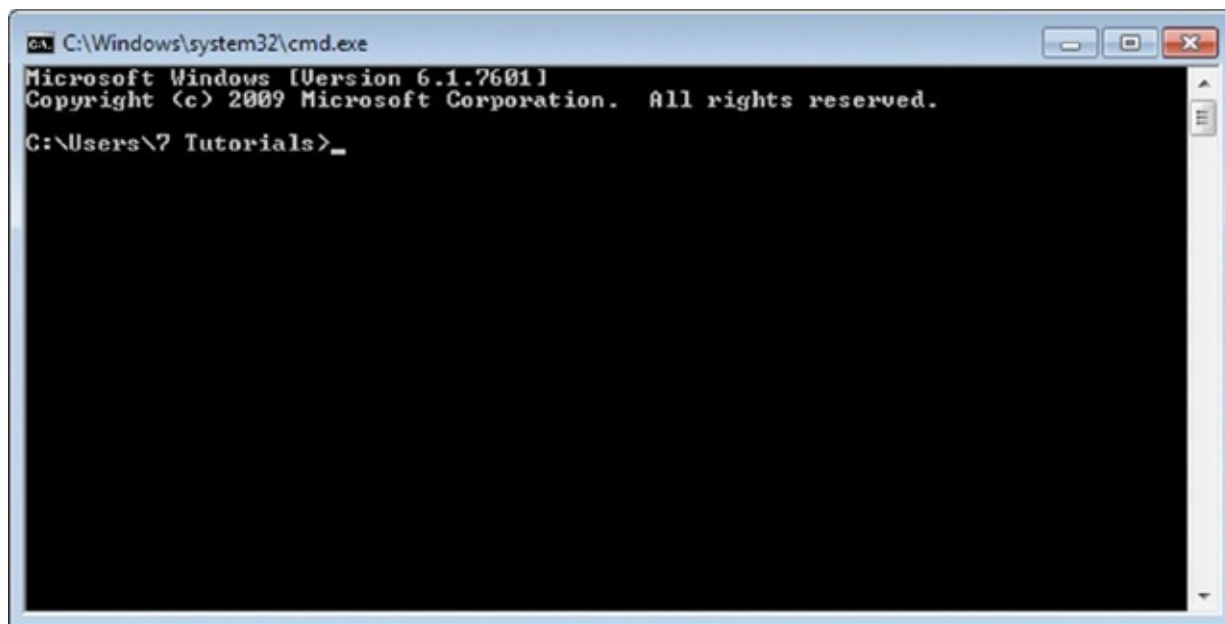 C:\Windows\system32\cmd.exe
Microsoft Windows [Version 6.1.7601]
Copyright (c) 2009 Microsoft Corporation.  All rights reserved.
C:\Users\7 Tutorials>_